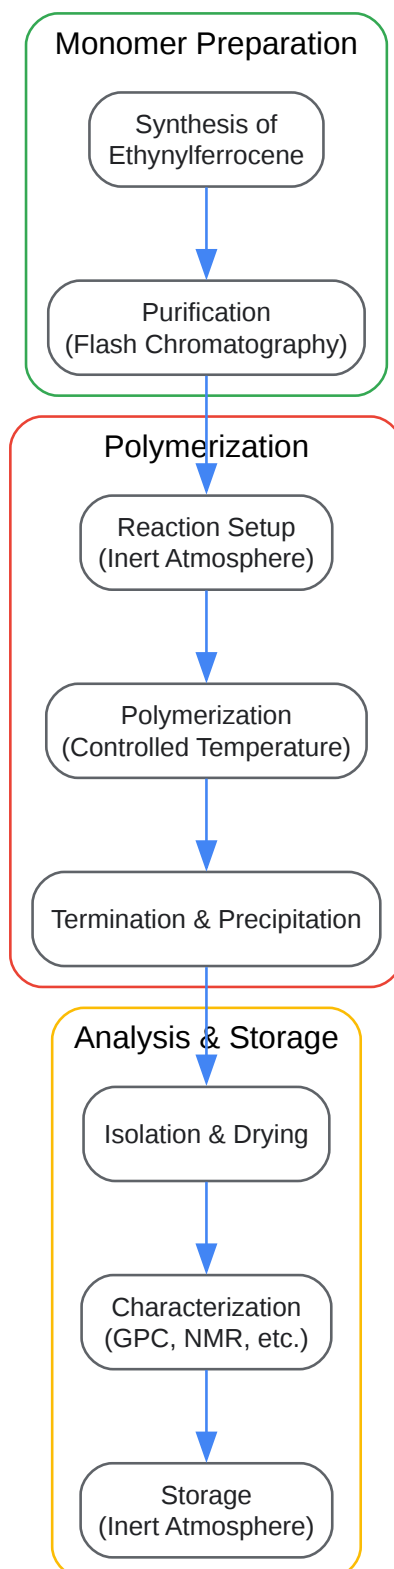 Monomer Preparation
Synthesis of
Ethynylferrocene
Purification
(Flash Chromatography)
Polymerization
Reaction Setup
(Inert Atmosphere)
Polymerization
(Controlled Temperature)
Termination & Precipitation
Analysis & Storage
Isolation & Drying
Characterization
(GPC, NMR, etc.)
Storage
(Inert Atmosphere)